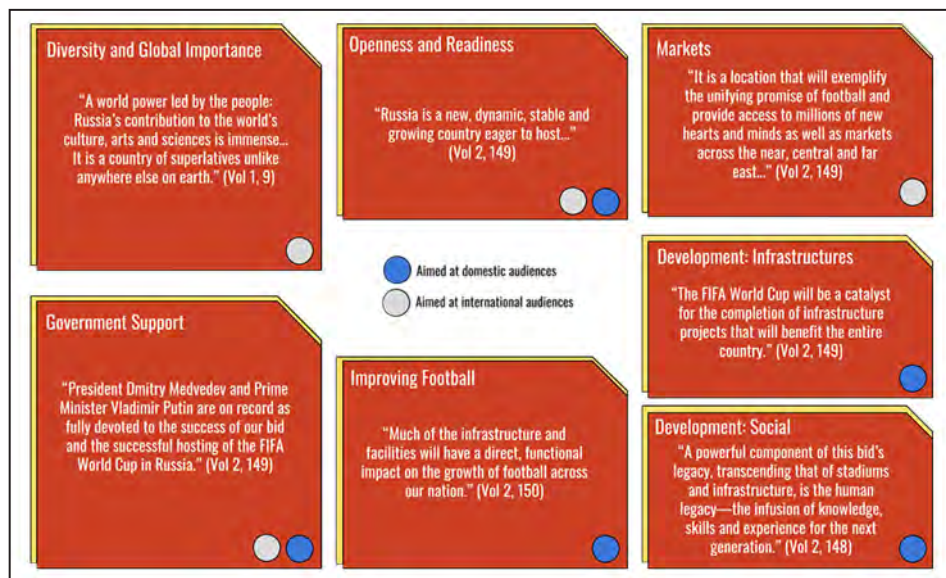 Diversity and Global Importance
“A world power led by the people:
Russia’s contribution to the world’s
culture, arts and sciences is immense...
It is a country of superlatives unlike
anywhere else on earth.” (Vol 1, 9)
Openness and Readiness
“Russia is a new, dynamic, stable and
growing country eager to host...”
(Vol 2, 149)
Markets
“It is a location that will exemplify
the unifying promise of football and
provide access to millions of new
hearts and minds as well as markets
across the near, central and far
east...” (Vol 2, 149)
Aimed at domestic audiences
Aimed at international audiences
Development: Infrastructures
“The FIFA World Cup will be a catalyst
for the completion of infrastructure
projects that will benefit the entire
country.” (Vol 2, 149)
Government Support
“President Dmitry Medvedev and Prime
Minister Vladimir Putin are on record as
fully devoted to the success of our bid
and the successful hosting of the FIFA
World Cup in Russia.” (Vol 2, 149)
Improving Football
“Much of the infrastructure and
facilities will have a direct, functional
impact on the growth of football across
our nation.” (Vol 2, 150)
Development: Social
“A powerful component of this bid’s
legacy, transcending that of stadiums
and infrastructure, is the human
legacy—the infusion of knowledge,
skills and experience for the next
generation.” (Vol 2, 148)